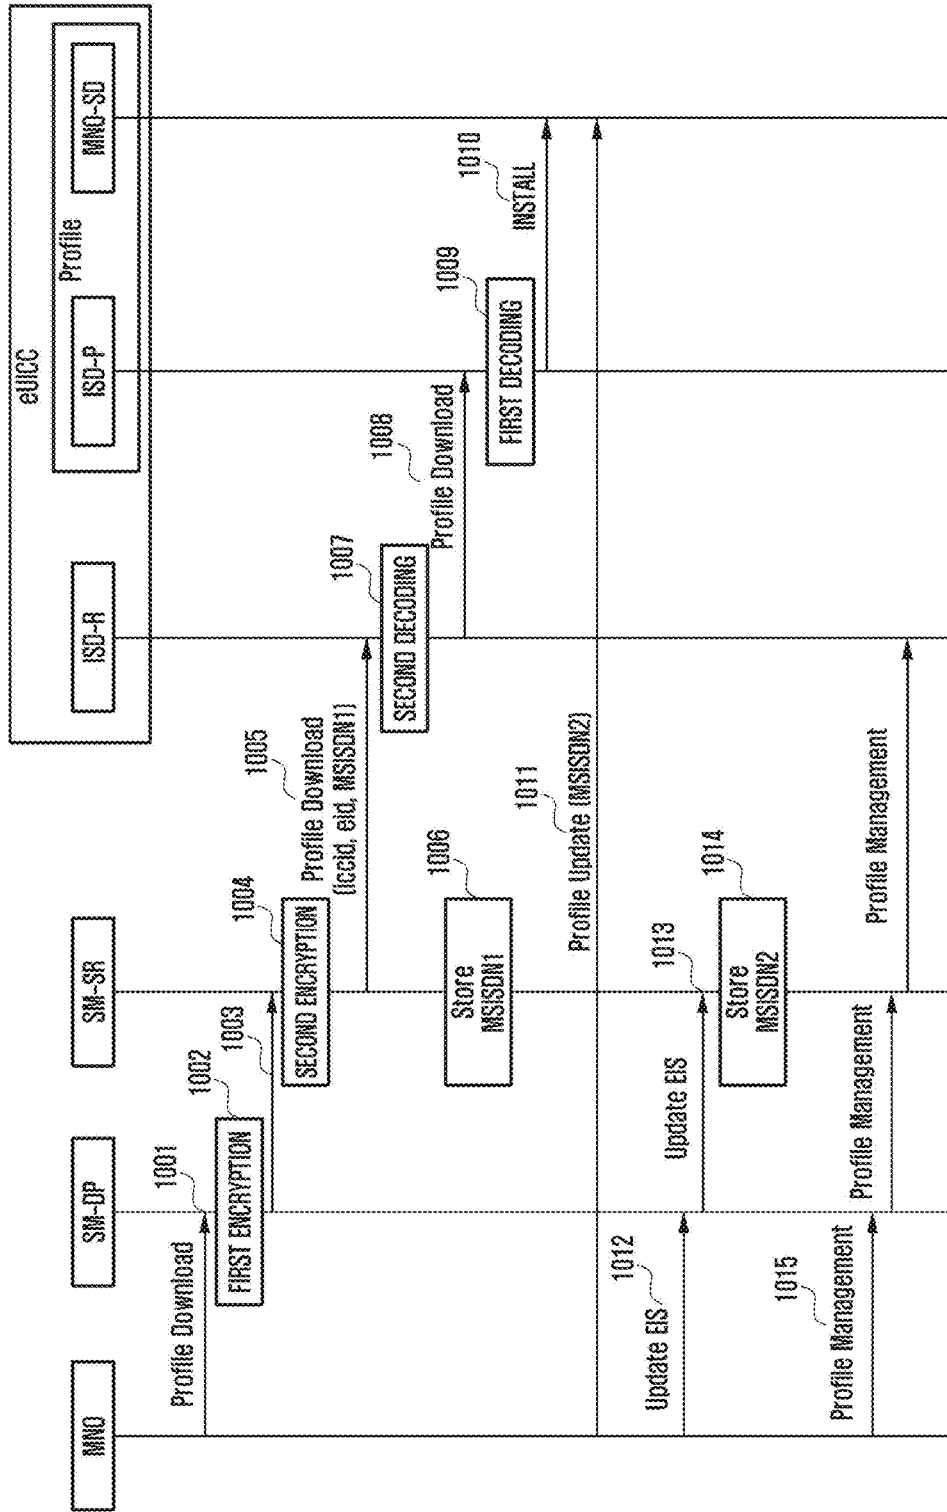 eUICC
Profile
MNO
SM-DP
SM-SR
ISD-R
ISD-P
MNO-SD
Profile Download
1001
FIRST ENCRYPTION
1002
1003
SECOND ENCRYPTION
1004
Profile Download
(iccid, eid, MSISDN1)
1005
Store
MSISDN1
1006
SECOND DECODING
1007
Profile Download
1008
FIRST DECODING
1009
INSTALL
1010
Profile Update (MSISDN2)
1011
Update EIS
1012
Update EIS
1013
Store
MSISDN2
1014
Profile Management
1015
Profile Management
Profile Management